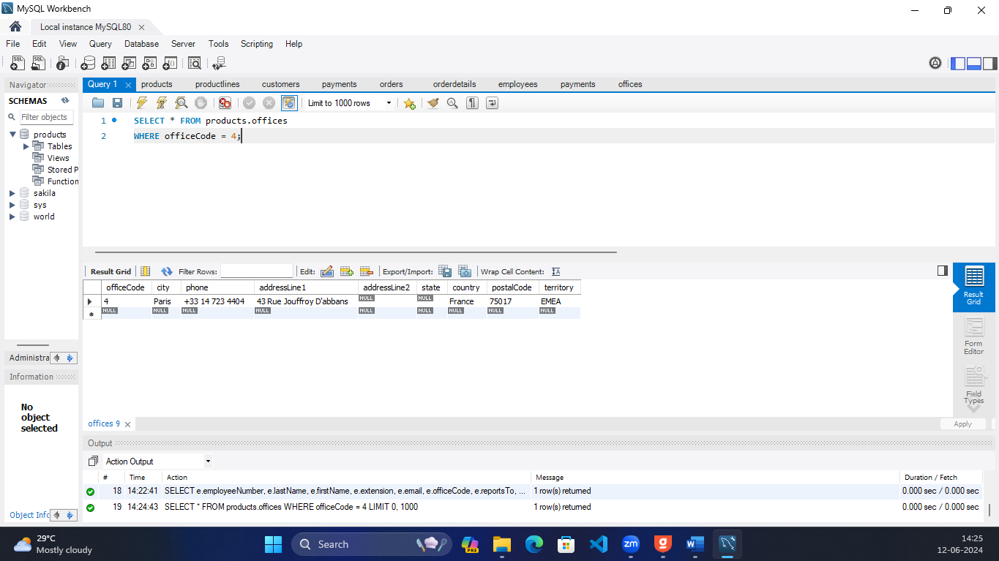 MySQL Workbench
Local instance MySQL80
File Edit View Query Database Server Tools Scripting Help
Navigator
SCHEMAS
Filter objects
products
Tables
Views
Stored P
Function
sakila
sys
world
Administra
Information
No
object
selected
Object Info
Query 1 products productlines customers payments orders orderdetails employees payments offices
Limit to 1000 rows
1 SELECT * FROM products.offices
2 WHERE officeCode = 4;
Result Grid Filter Rows: Edit: Export/Import: Wrap Cell Content:
officeCode city phone addressLine1 addressLine2 state country postalCode territory
4 Paris +33 14 723 4404 43 Rue Jouffroy D'abbans NULL NULL France 75017 EMEA
NULL NULL NULL NULL NULL NULL NULL NULL NULL
Result
Grid
Form
Editor
Field
Types
offices 9
Apply
Output
Action Output
# Time Action Message Duration / Fetch
18 14:22:41 SELECT e.employeeNumber, e.lastName, e.firstName, e.extension, e.email, e.officeCode, e.reportsTo, ... 1 row(s) returned 0.000 sec / 0.000 sec
19 14:24:43 SELECT * FROM products.offices WHERE officeCode = 4 LIMIT 0, 1000 1 row(s) returned 0.000 sec / 0.000 sec
29°C
Mostly cloudy
Search
PRE
zm
14:25
12-06-2024